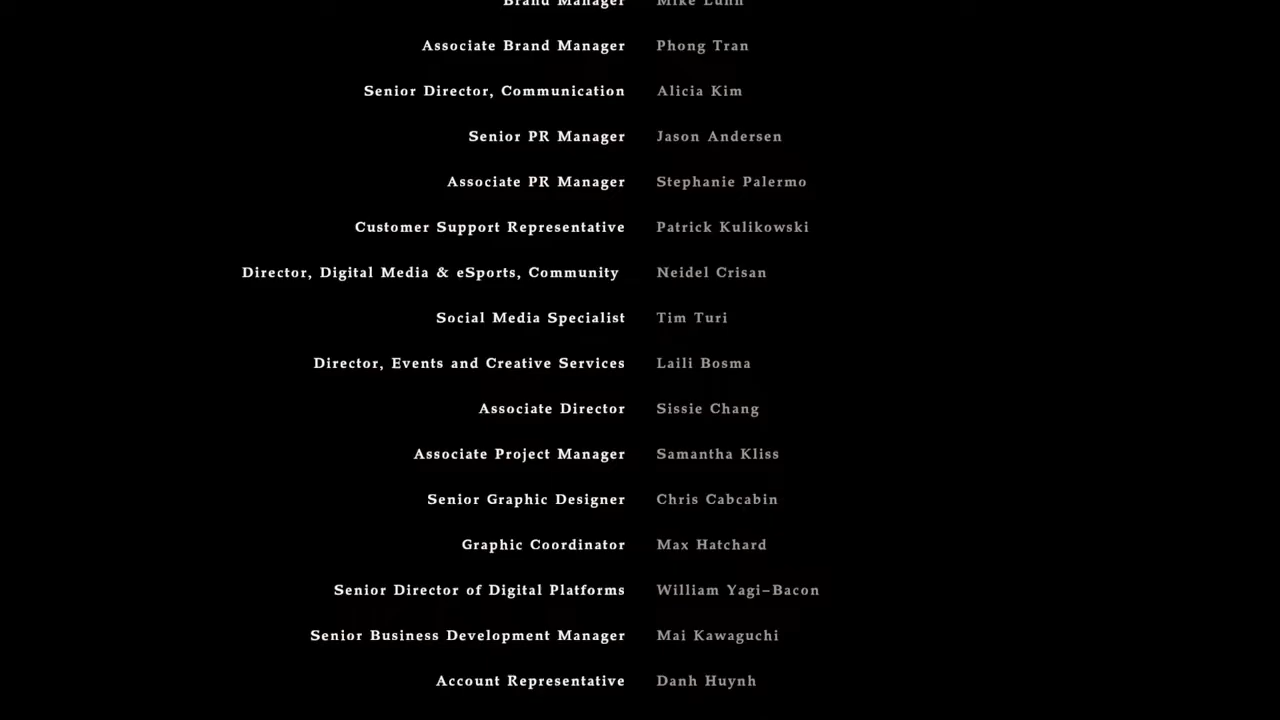 Brand Manager Mike Lunn
Associate Brand Manager Phong Tran
Senior Director, Communication Alicia Kim
Senior PR Manager Jason Andersen
Associate PR Manager Stephanie Palermo
Customer Support Representative Patrick Kulikowski
Director, Digital Media & eSports, Community Neidel Crisan
Social Media Specialist Tim Turi
Director, Events and Creative Services Laili Bosma
Associate Director Sissie Chang
Associate Project Manager Samantha Kliss
Senior Graphic Designer Chris Cabcabin
Graphic Coordinator Max Hatchard
Senior Director of Digital Platforms William Yagi–Bacon
Senior Business Development Manager Mai Kawaguchi
Account Representative Danh Huynh